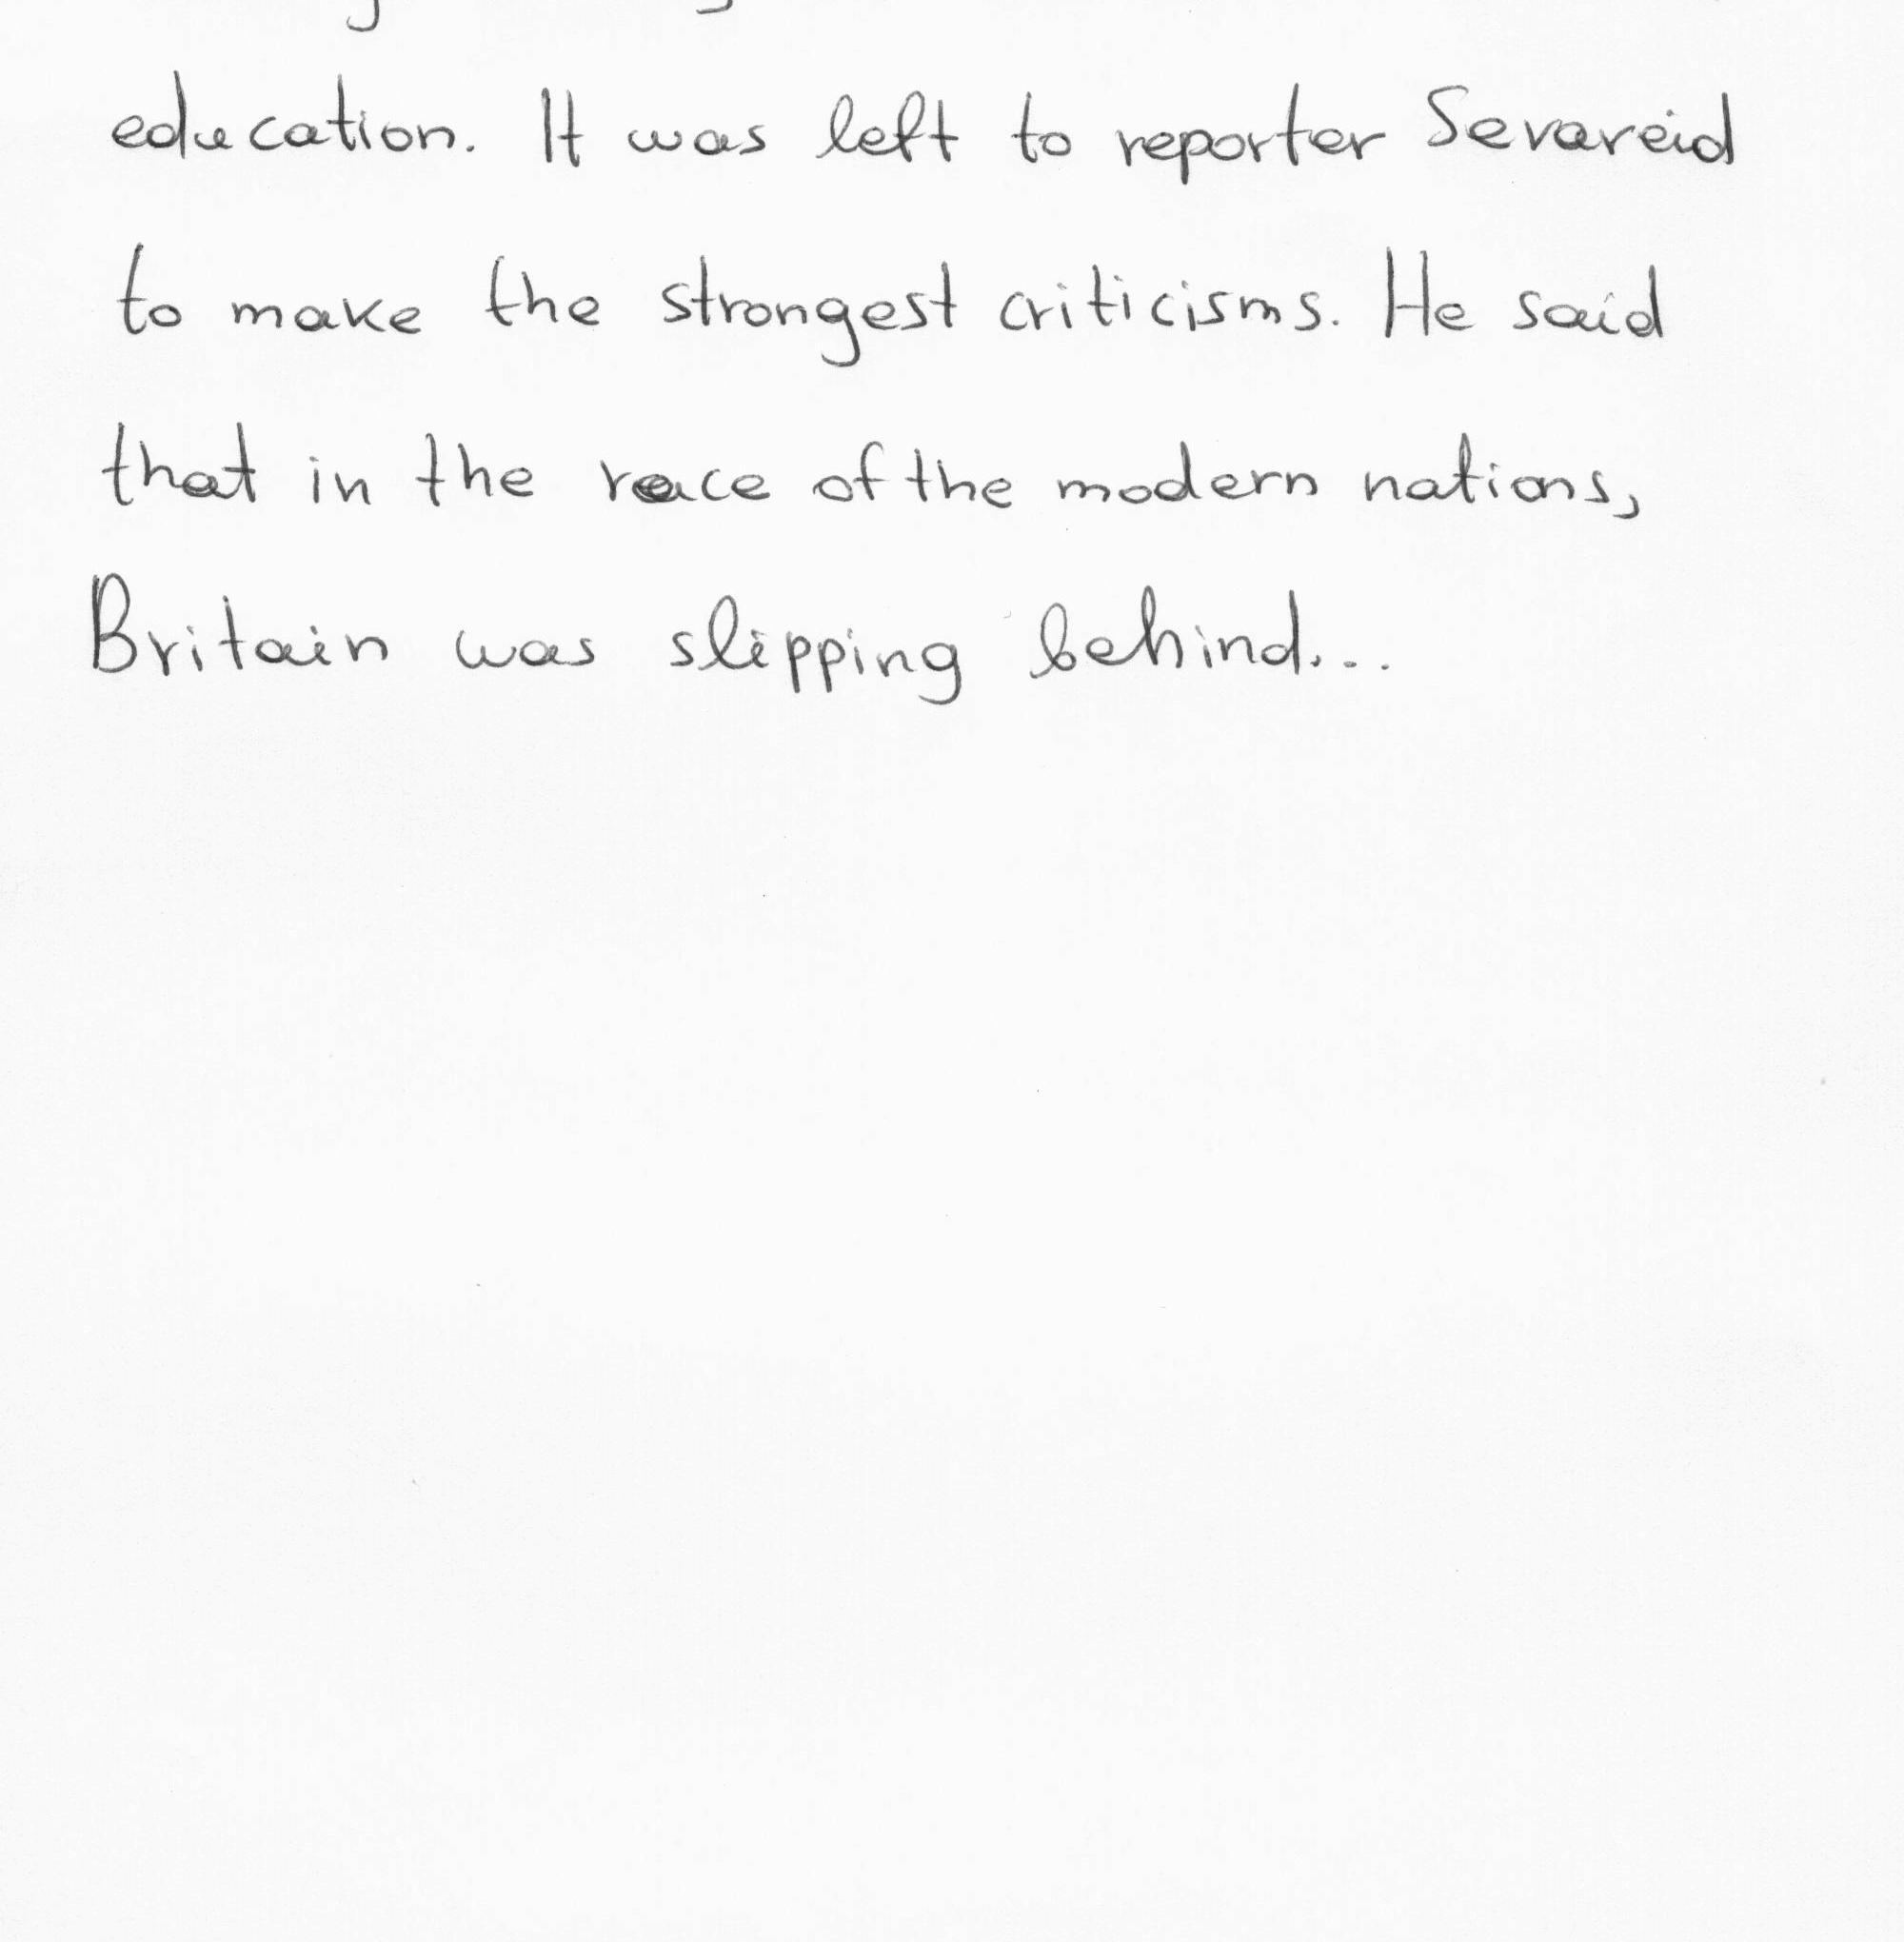 education. It was left to reporter Sevareid
to make the strongest criticisms. He said
that in the race of the modern nations,
Britain was slipping behind...